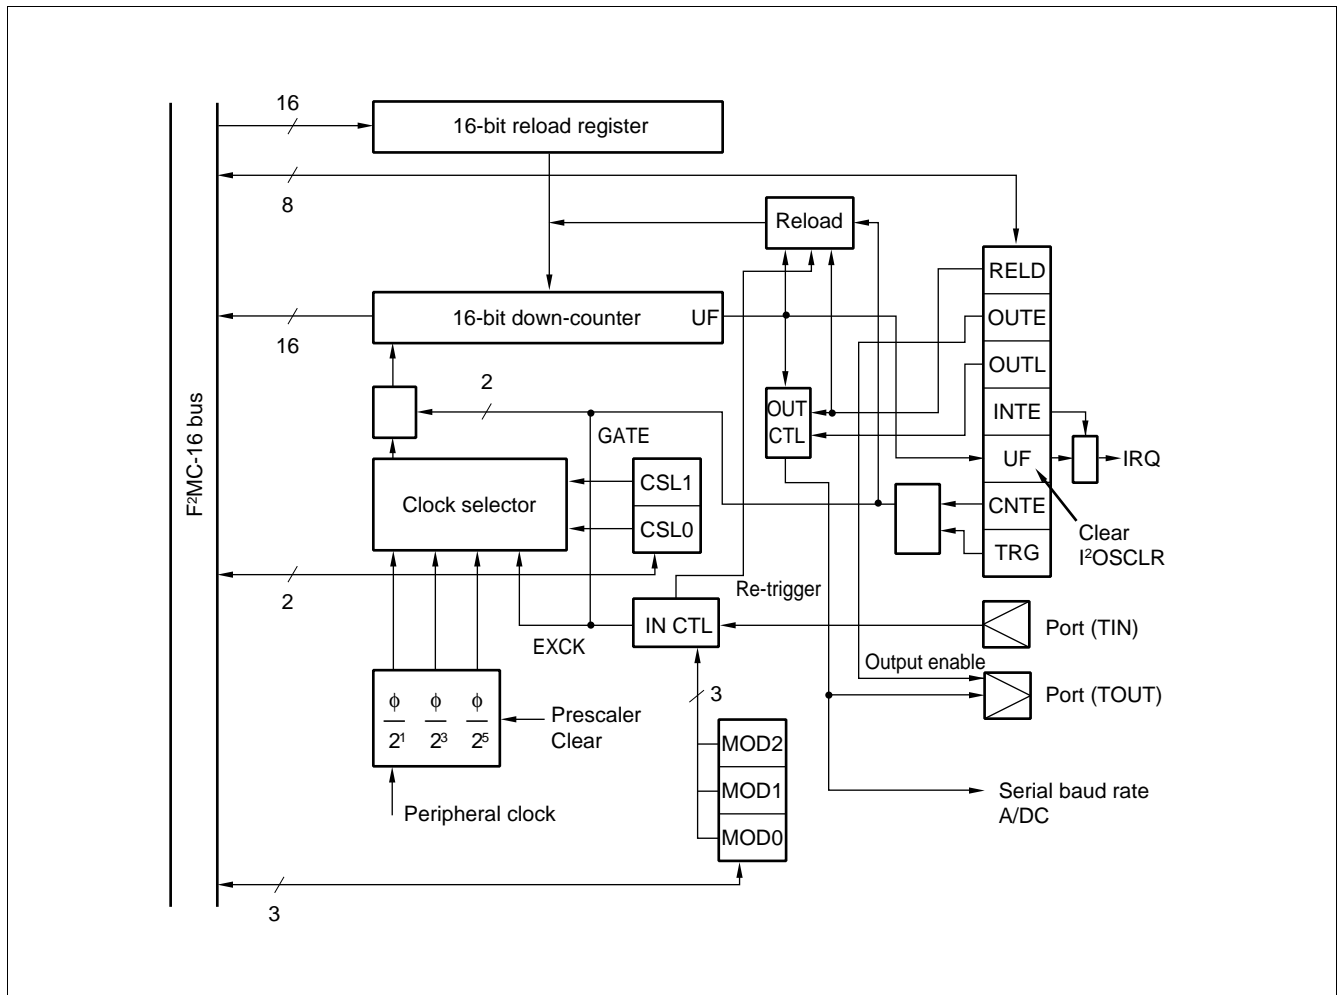 16
16-bit reload register
8
Reload
RELD
16-bit down-counter
UF
OUTE
16
OUTL
2
OUT
CTL
INTE
GATE
F²MC-16 bus
CSL1
UF
IRQ
Clock selector
CSL0
CNTE
Clear
I²OSCLR
TRG
2
Re-trigger
IN CTL
Port (TIN)
EXCK
Output enable
3
Port (TOUT)
ϕ ϕ ϕ
2¹ 2³ 2⁵
Prescaler
Clear
MOD2
MOD1
Serial baud rate
A/DC
Peripheral clock
MOD0
3